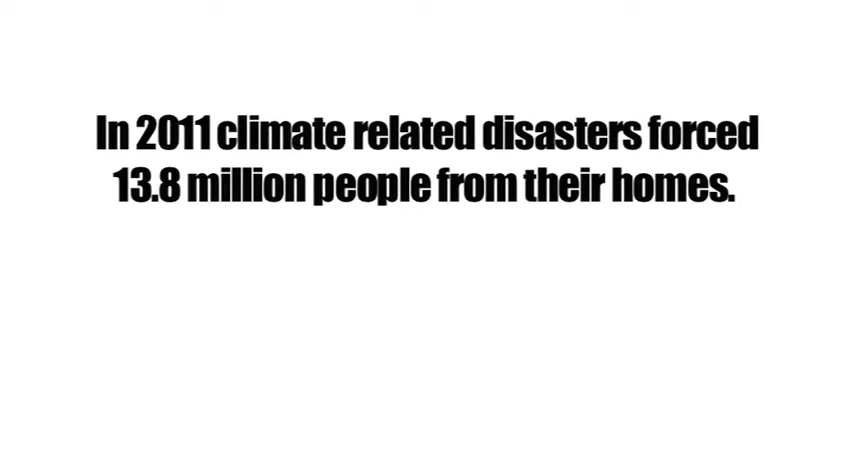 In 2011 climate related disasters forced
13.8 million people from their homes.